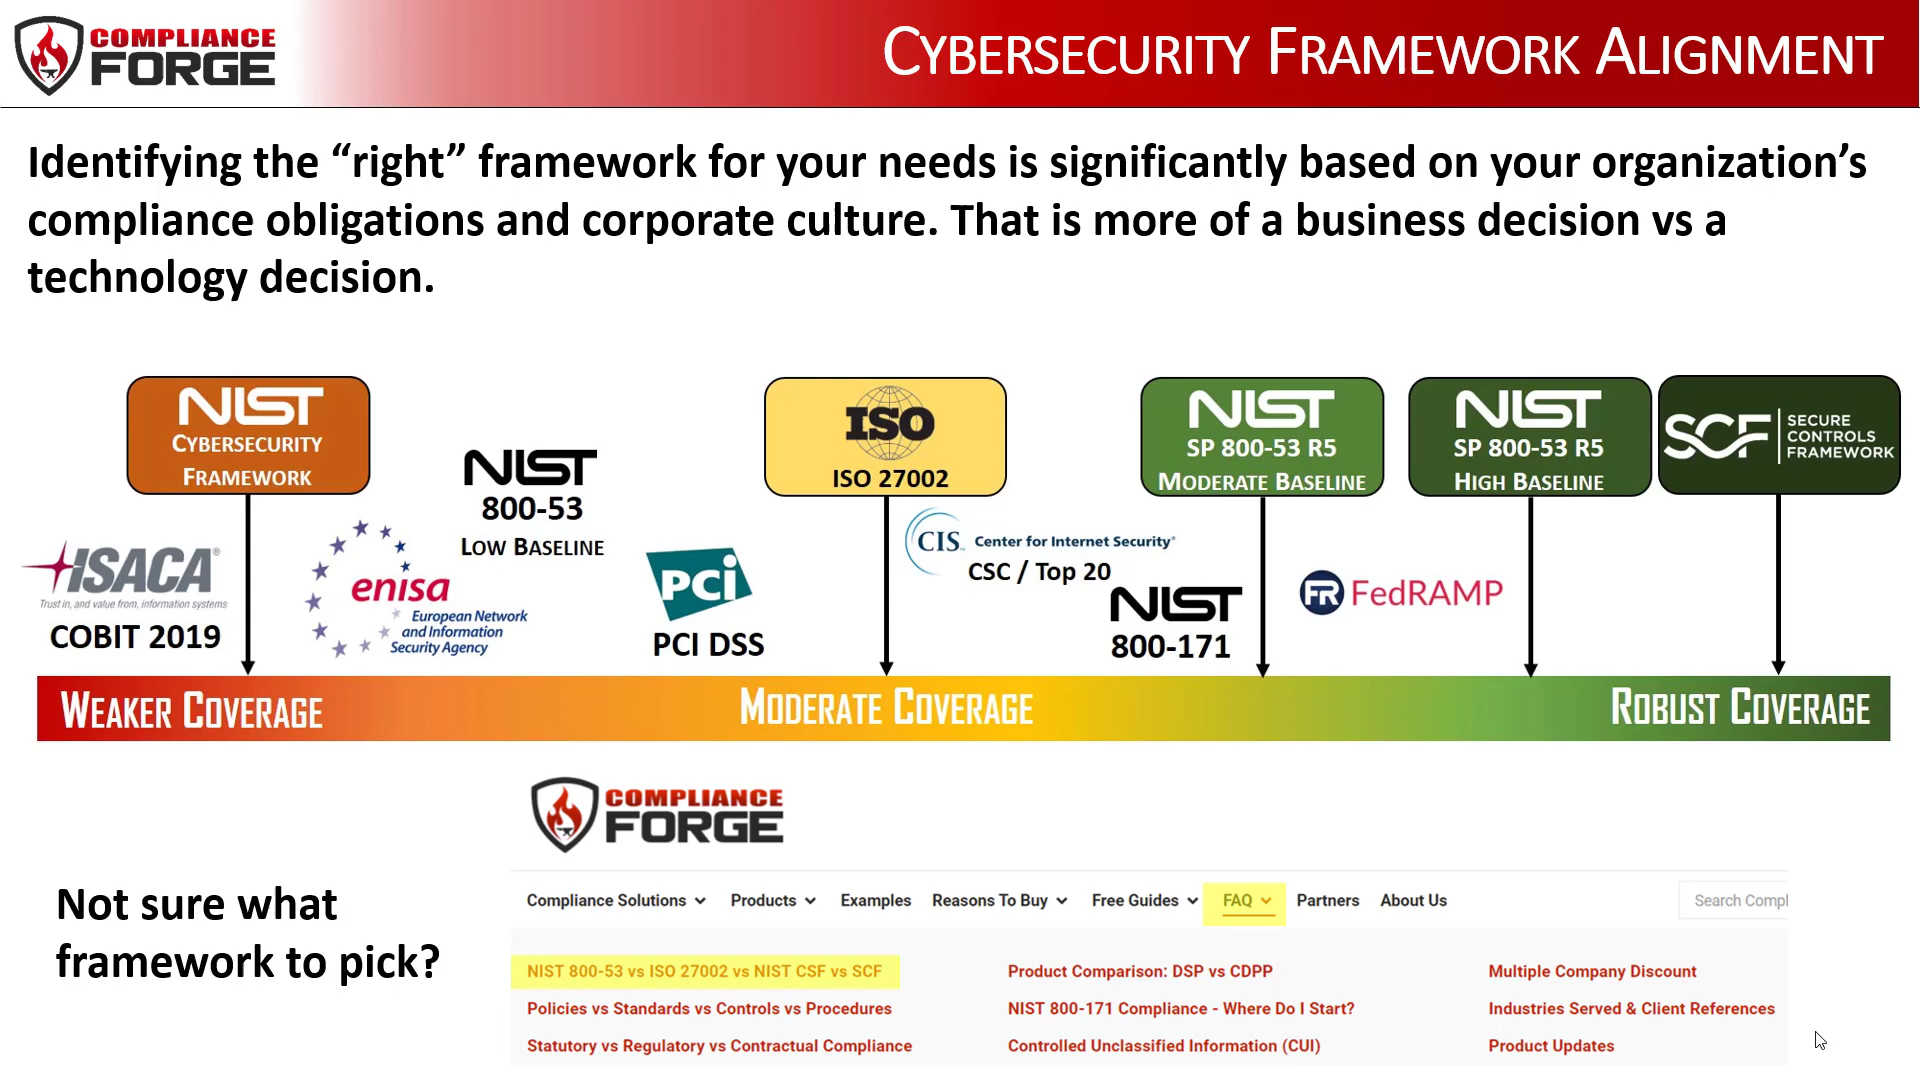 COMPLIANCE
FORGE
CYBERSECURITY FRAMEWORK ALIGNMENT
Identifying the “right” framework for your needs is significantly based on your organization’s
compliance obligations and corporate culture. That is more of a business decision vs a
technology decision.
NIST
CYBERSECURITY
FRAMEWORK
NIST
800-53
LOW BASELINE
ISO
ISO 27002
NIST
SP 800-53 R5
MODERATE BASELINE
NIST
SP 800-53 R5
HIGH BASELINE
SCF
SECURE
CONTROLS
FRAMEWORK
ISACA®
Trust in, and value from, information systems
COBIT 2019
enisa
European Network
and Information
Security Agency
PCi
PCI DSS
CIS™ Center for Internet Security®
CSC / Top 20
NIST
800-171
FR FedRAMP
WEAKER COVERAGE
MODERATE COVERAGE
ROBUST COVERAGE
COMPLIANCE
FORGE
Not sure what
framework to pick?
Compliance Solutions Products Examples Reasons To Buy Free Guides FAQ Partners About Us Search Compl
NIST 800-53 vs ISO 27002 vs NIST CSF vs SCF Product Comparison: DSP vs CDPP Multiple Company Discount
Policies vs Standards vs Controls vs Procedures NIST 800-171 Compliance - Where Do I Start? Industries Served & Client References
Statutory vs Regulatory vs Contractual Compliance Controlled Unclassified Information (CUI) Product Updates